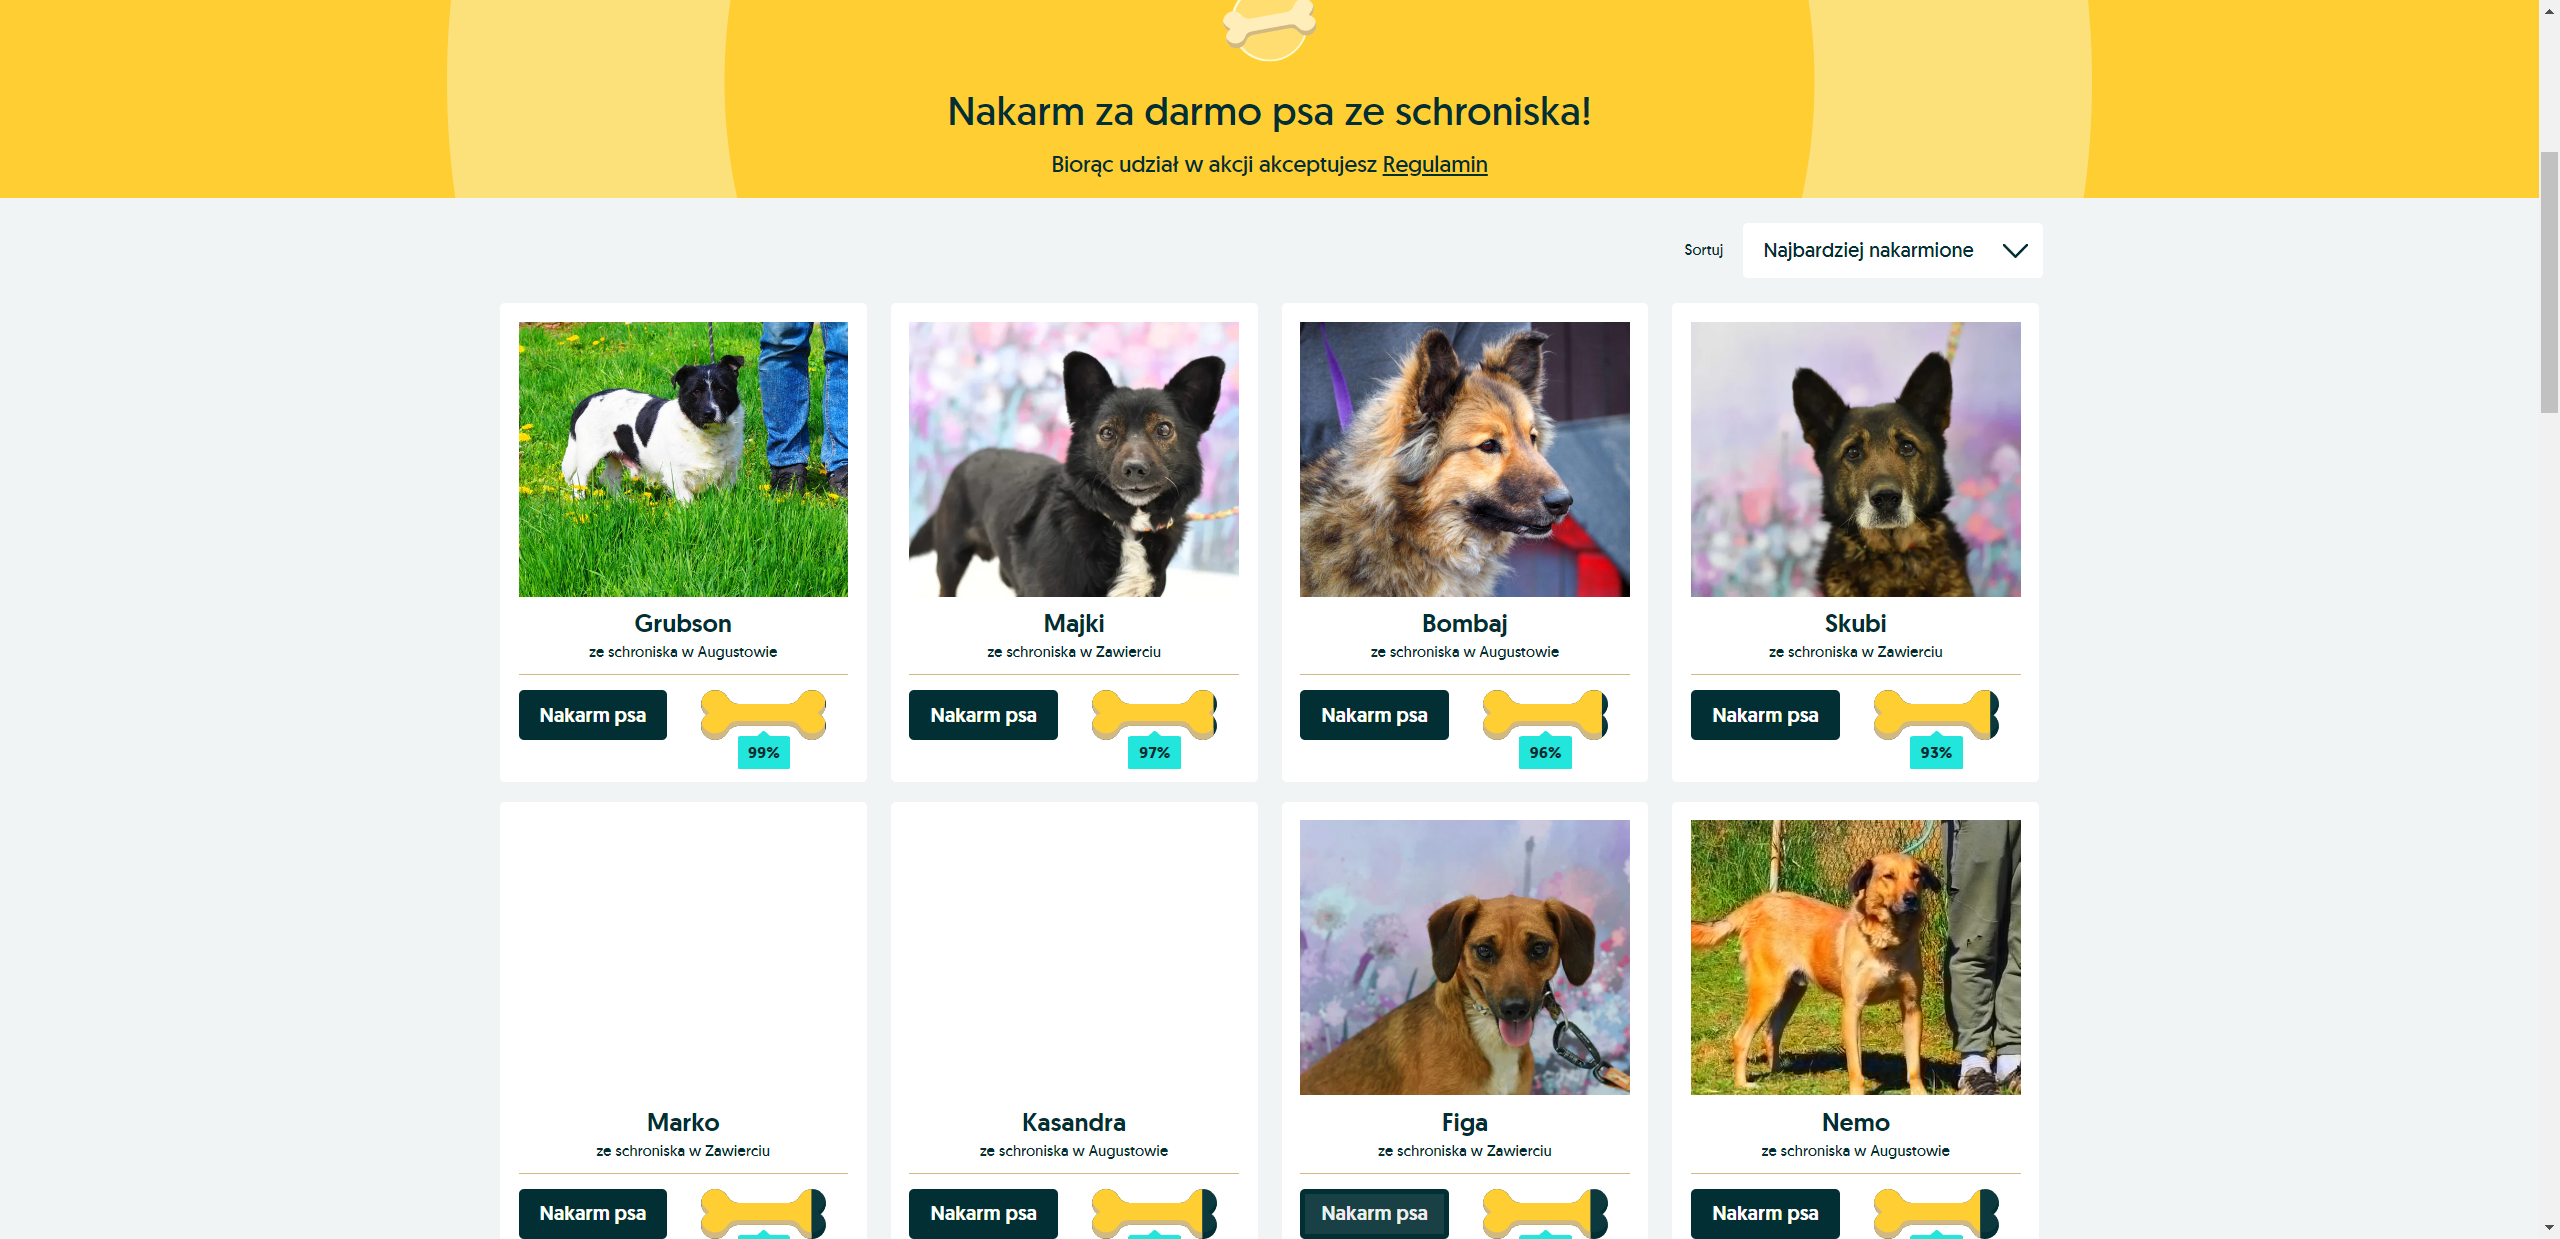 Nakarm za darmo psa ze schroniska!
Biorąc udział w akcji akceptujesz Regulamin
Sortuj
Najbardziej nakarmione
Grubson
ze schroniska w Augustowie
Nakarm psa
99%
Majki
ze schroniska w Zawierciu
Nakarm psa
97%
Bombaj
ze schroniska w Augustowie
Nakarm psa
96%
Skubi
ze schroniska w Zawierciu
Nakarm psa
93%
Marko
ze schroniska w Zawierciu
Nakarm psa
Kasandra
ze schroniska w Augustowie
Nakarm psa
Figa
ze schroniska w Zawierciu
Nakarm psa
Nemo
ze schroniska w Augustowie
Nakarm psa